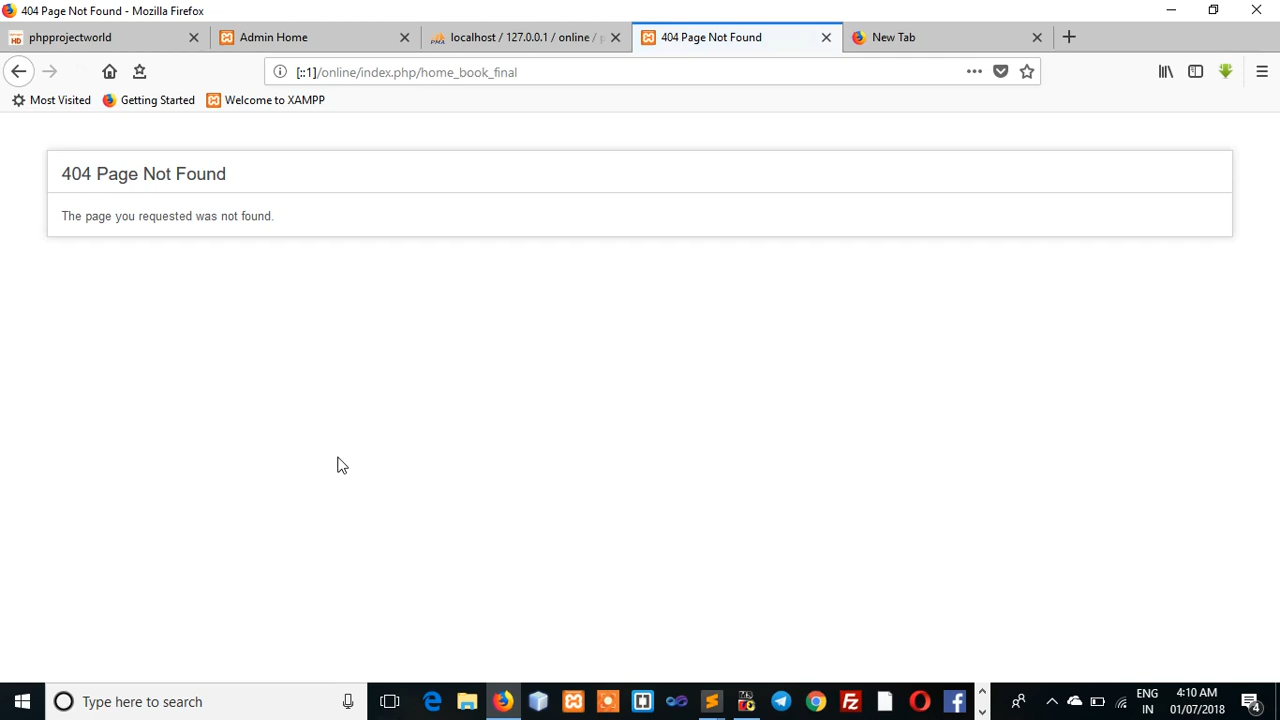 404 Page Not Found - Mozilla Firefox
phpprojectworld
Admin Home
localhost / 127.0.0.1 / online / p
404 Page Not Found
New Tab
[::1]/online/index.php/home_book_final
Most Visited
Getting Started
Welcome to XAMPP
404 Page Not Found
The page you requested was not found.
Type here to search
ENG
IN
4:10 AM
01/07/2018
4